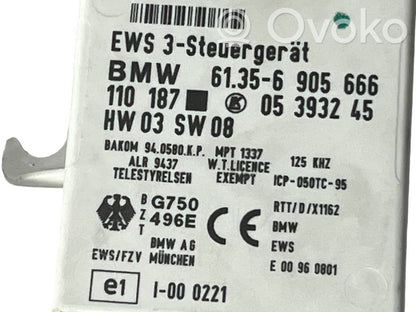 Ovoko
EWS 3-Steuergerät
BMW 61.35-6 905 666
110 187 05 3932 45
HW 03 SW 08
BAKOM 94.0580.K.P. MPT 1337 125 KHZ
ALR 9437 W.T.LICENCE
TELESTYRELSEN EXEMPT ICP-050TC-95
BZT G750 RTT/D/X1162
496E CE BMW
BMW AG EWS
EWS/FZV MÜNCHEN E 00 96 0801
e1 I-00 0221